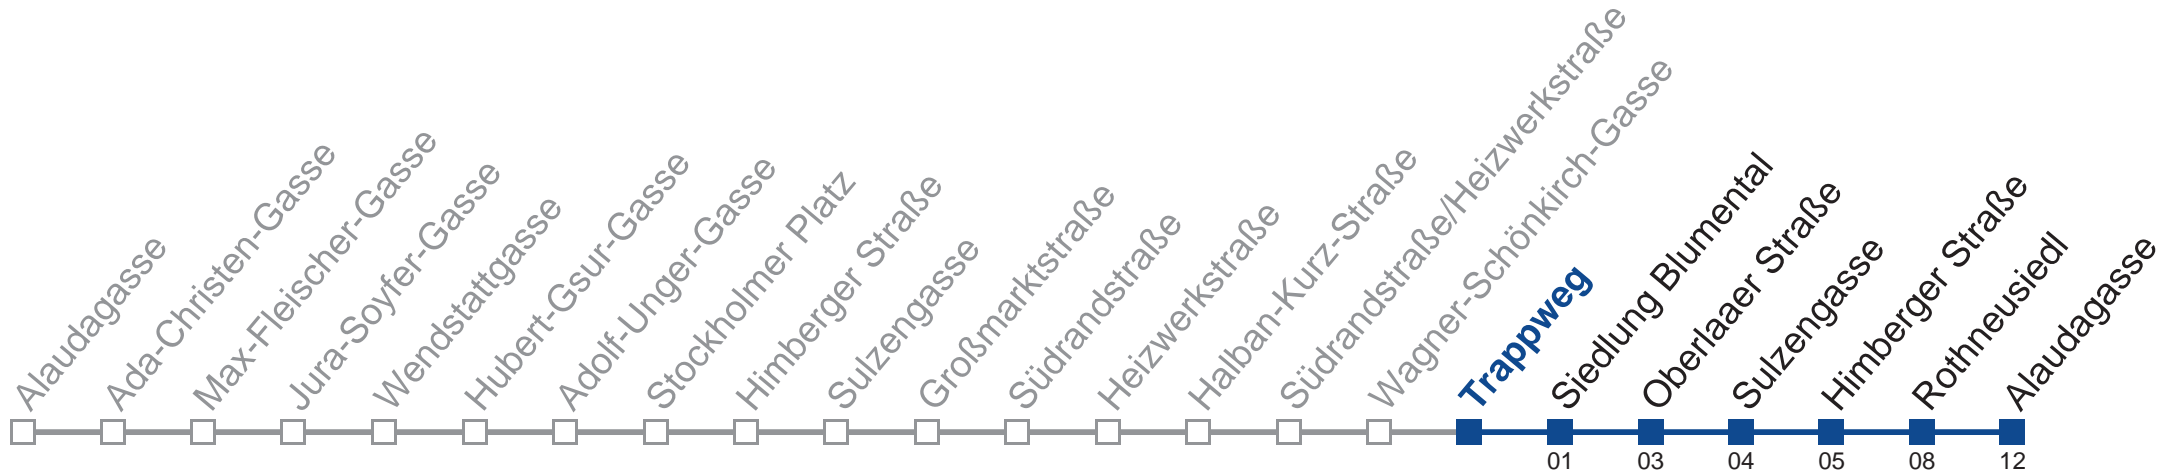 Alaudagasse
Ada-Christen-Gasse
Max-Fleischer-Gasse
Jura-Soyfer-Gasse
Wendstattgasse
Hubert-Gsur-Gasse
Adolf-Unger-Gasse
Stockholmer Platz
Himberger Straße
Sulzengasse
Großmarktstraße
Südrandstraße
Heizwerkstraße
Halban-Kurz-Straße
Südrandstraße/Heizwerkstraße
Wagner-Schönkirch-Gasse
Trappweg
Siedlung Blumental
Oberlaaer Straße
Sulzengasse
Himberger Straße
Rothneusiedl
Alaudagasse
01 03 04 05 08 12